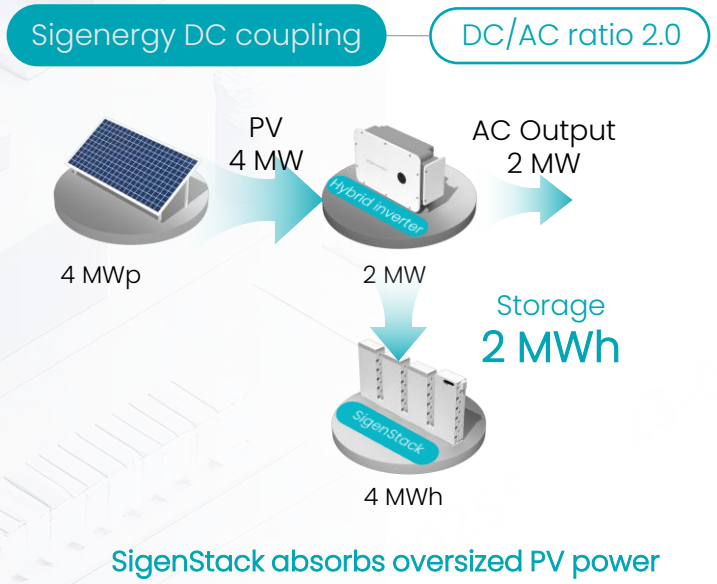 Sigenergy DC coupling
DC/AC ratio 2.0
PV
4 MW
AC Output
2 MW
Hybrid inverter
4 MWp
2 MW
Storage
2 MWh
SigenStack
4 MWh
SigenStack absorbs oversized PV power